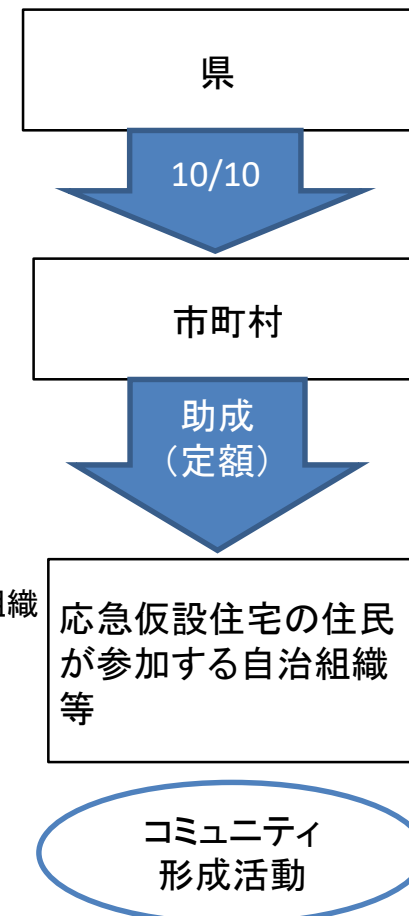 県
10/10
市町村
助成
（定額）
組織
応急仮設住宅の住民
が参加する自治組織
等
コミュニティ
形成活動